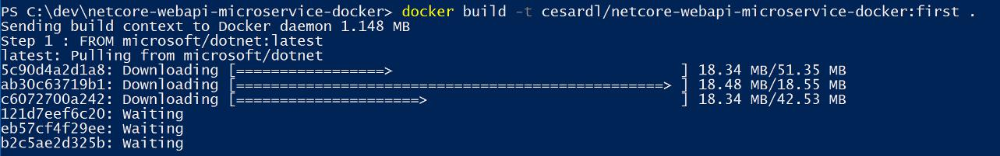 PS C:\dev\netcore-webapi-microservice-docker> docker build -t cesardl/netcore-webapi-microservice-docker:first .
Sending build context to Docker daemon 1.148 MB
Step 1 : FROM microsoft/dotnet:latest
latest: Pulling from microsoft/dotnet
5c90d4a2d1a8: Downloading [=================>                                 ] 18.34 MB/51.35 MB
ab30c63719b1: Downloading [=================================================> ] 18.48 MB/18.55 MB
c6072700a242: Downloading [=====================>                             ] 18.34 MB/42.53 MB
121d7eef6c20: Waiting
eb57cf4f29ee: Waiting
b2c5ae2d325b: Waiting